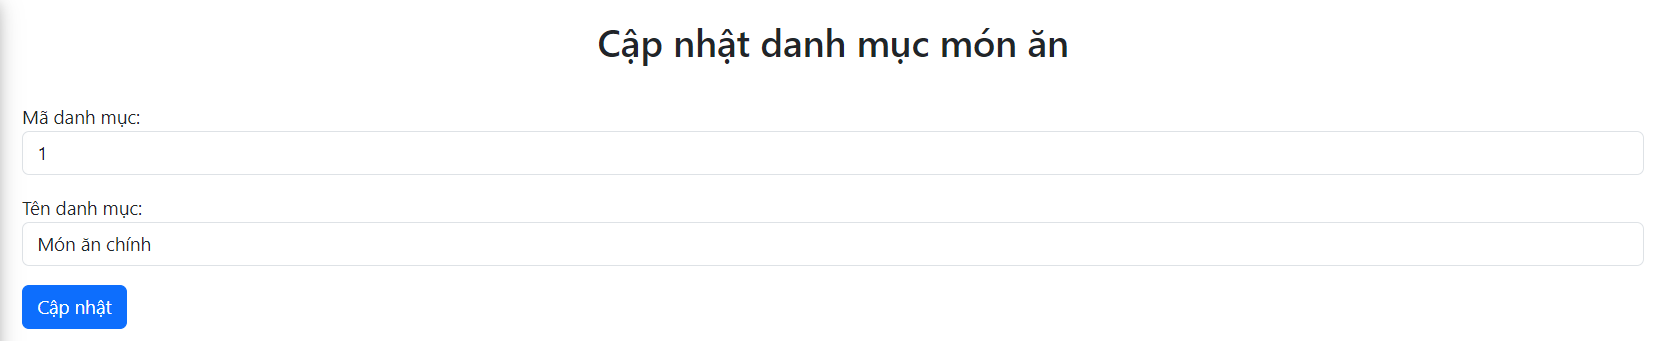 Cập nhật danh mục món ăn
Mã danh mục:
1
Tên danh mục:
Món ăn chính
Cập nhật